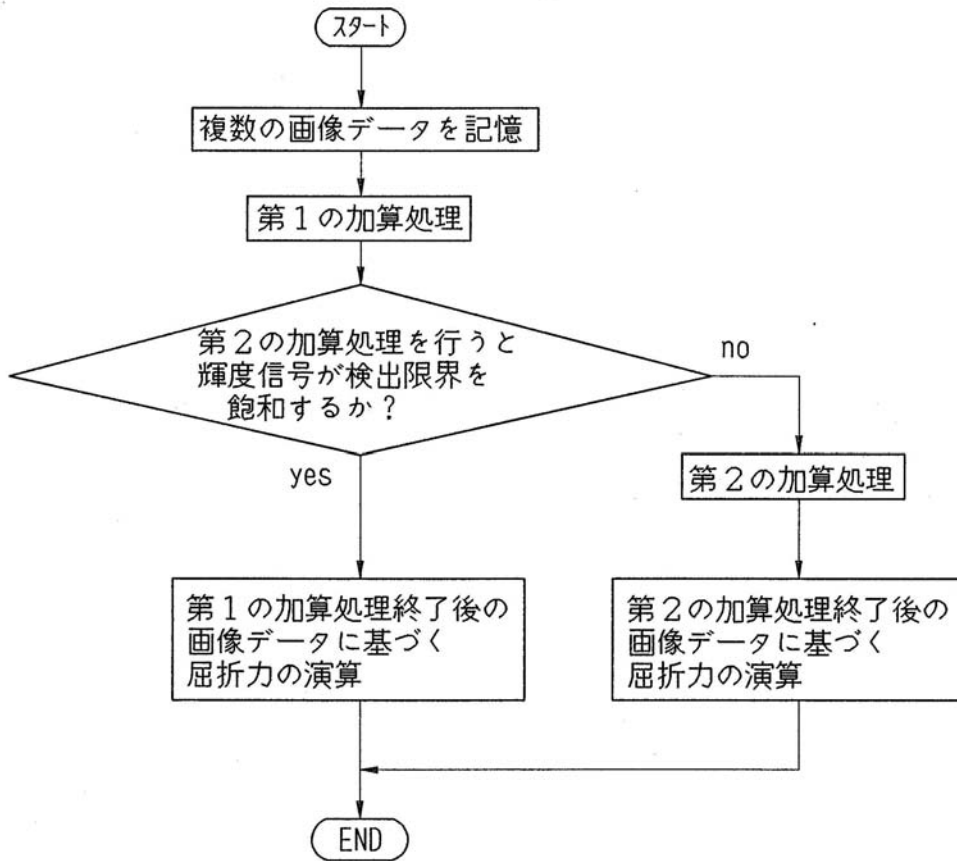 スタート
複数の画像データを記憶
第1の加算処理
第2の加算処理を行うと
輝度信号が検出限界を
飽和するか?
no
yes
第2の加算処理
第1の加算処理終了後の
画像データに基づく
屈折力の演算
第2の加算処理終了後の
画像データに基づく
屈折力の演算
END